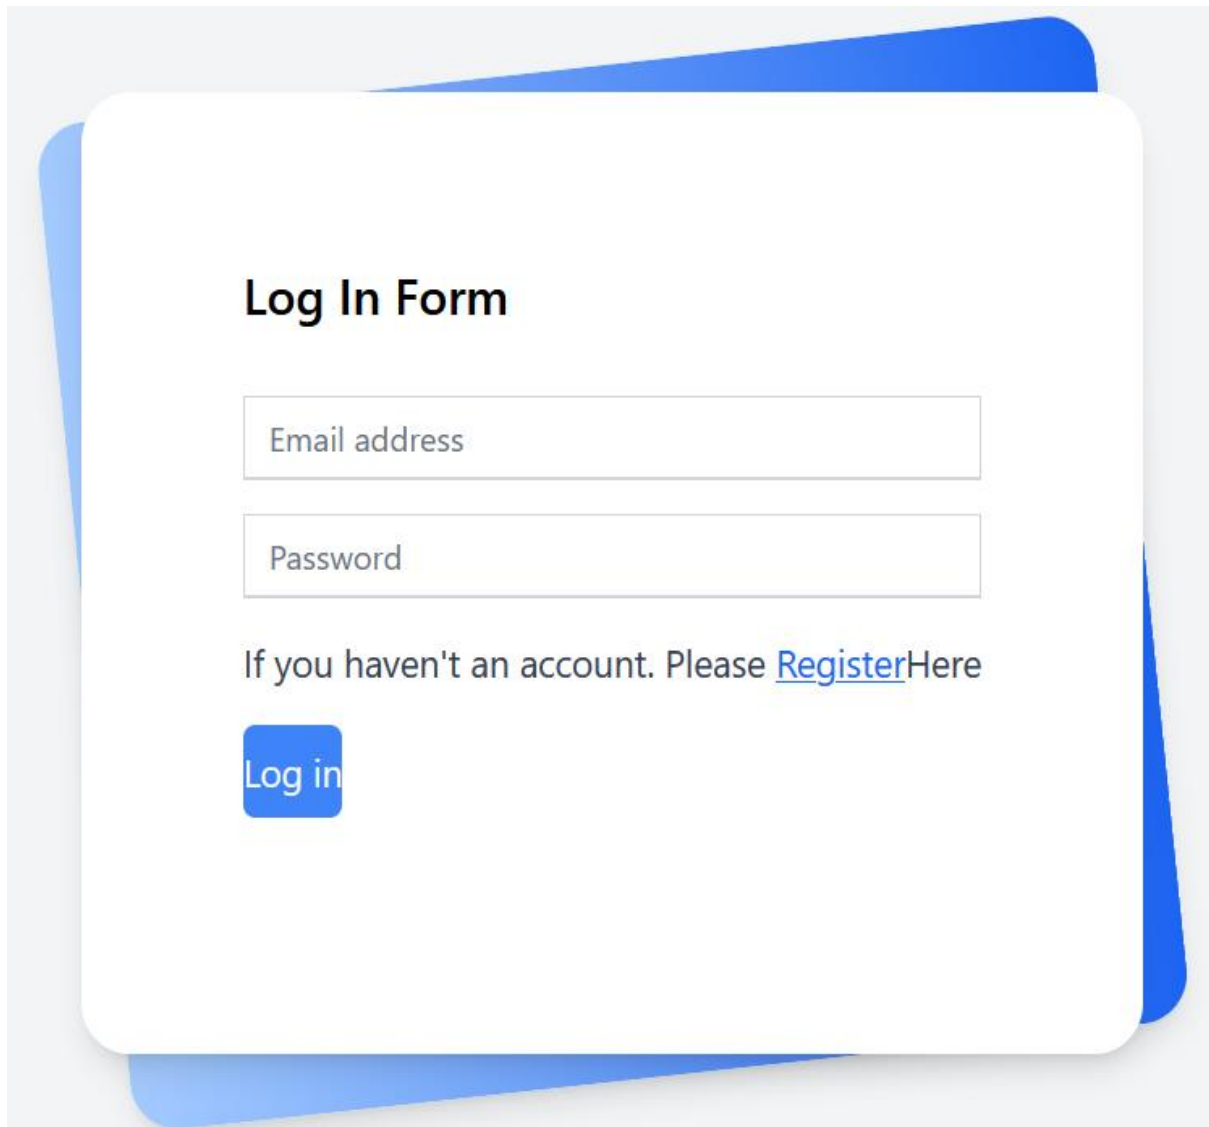 Log In Form
Email address
Password
If you haven't an account. Please RegisterHere
Log in